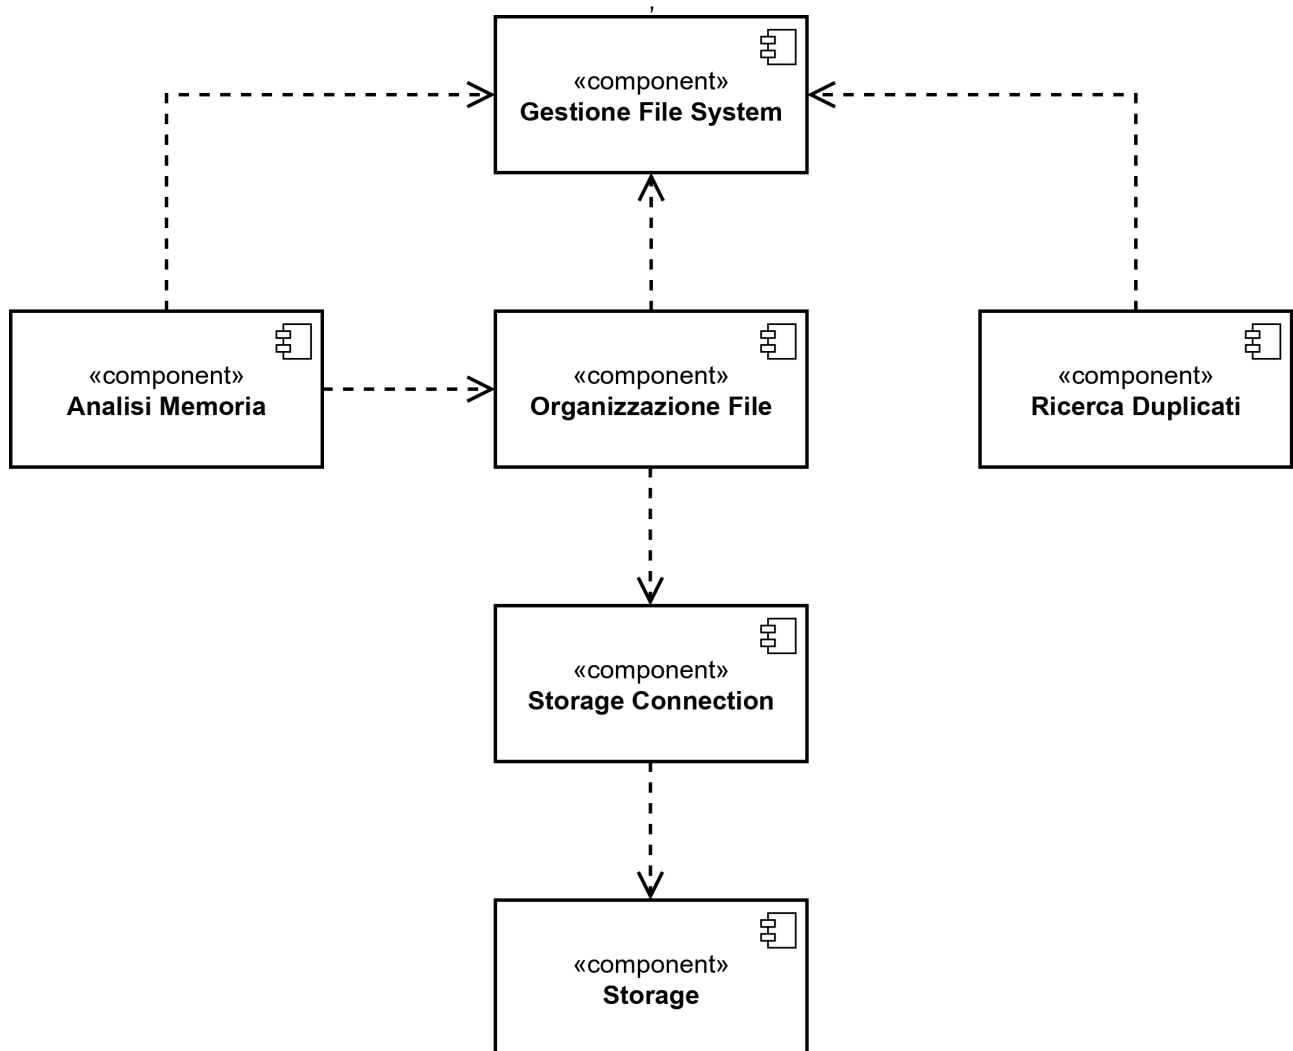 ,
«component»
Gestione File System
«component»
Analisi Memoria
«component»
Organizzazione File
«component»
Ricerca Duplicati
«component»
Storage Connection
«component»
Storage